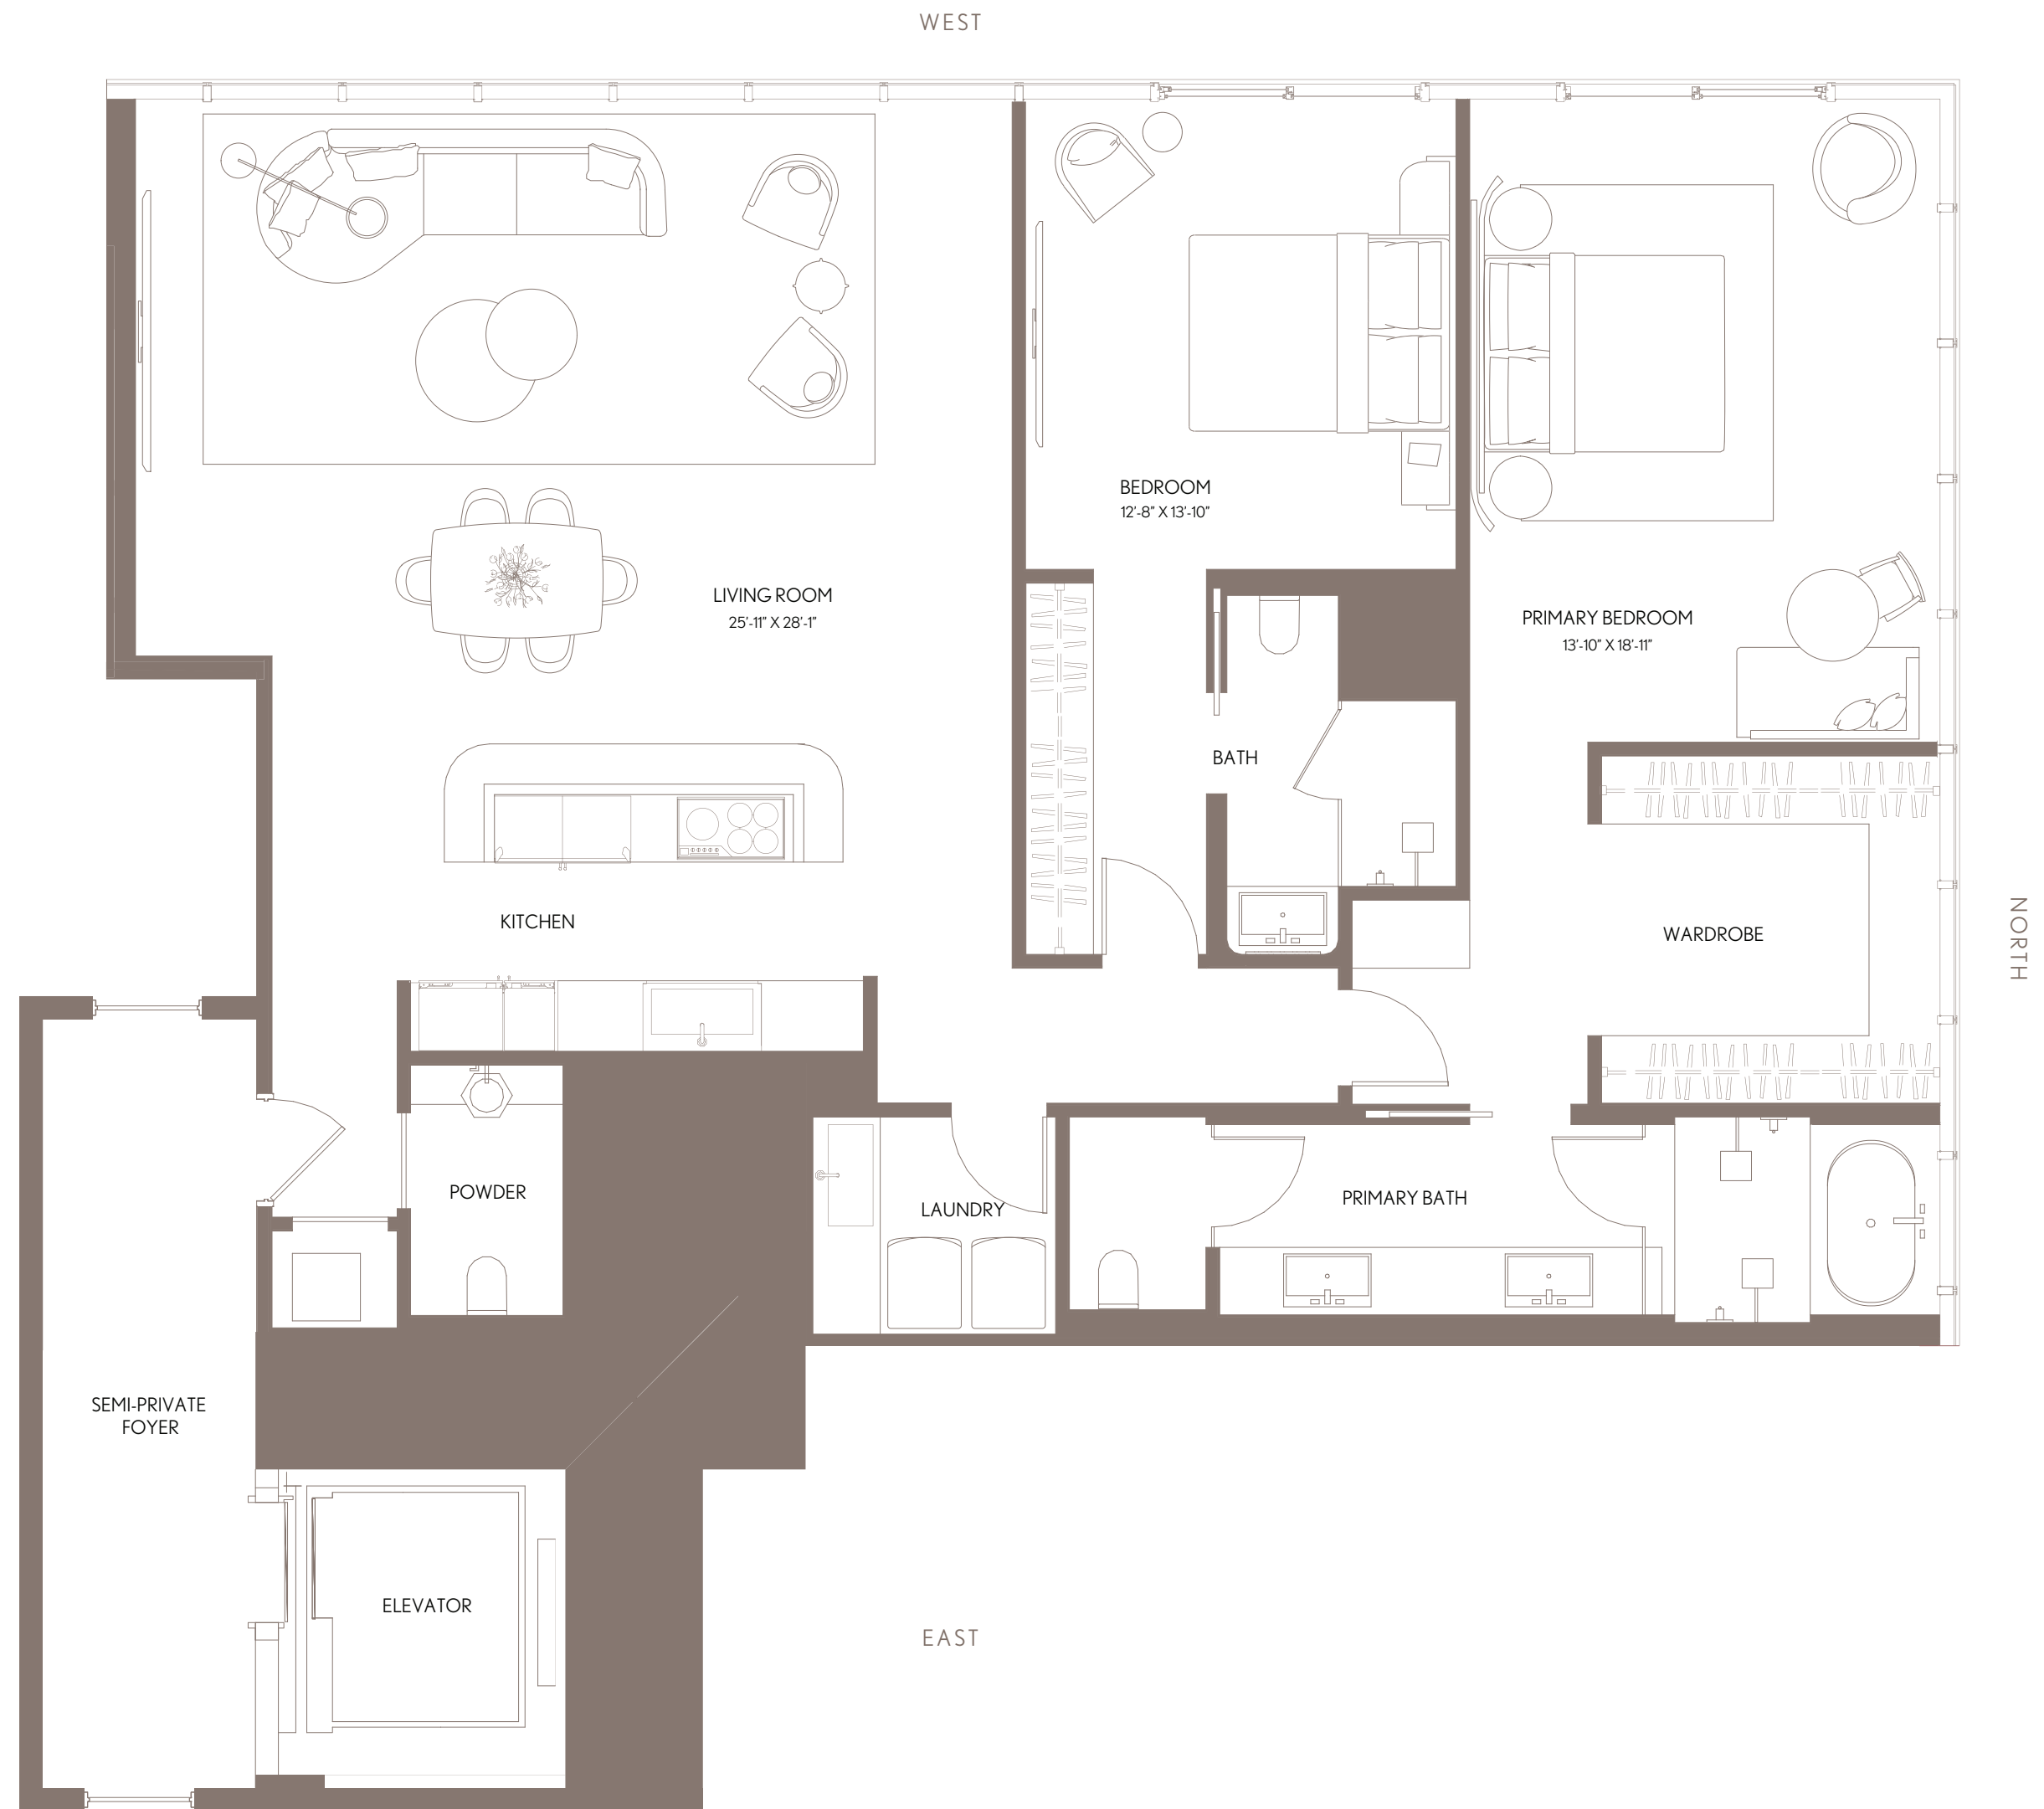 WEST
BEDROOM
12'-8" X 13'-10"
LIVING ROOM
25'-11" X 28'-1"
PRIMARY BEDROOM
13'-10" X 18'-11"
BATH
KITCHEN
WARDROBE
NORTH
POWDER
LAUNDRY
PRIMARY BATH
SEMI-PRIVATE
FOYER
ELEVATOR
EAST